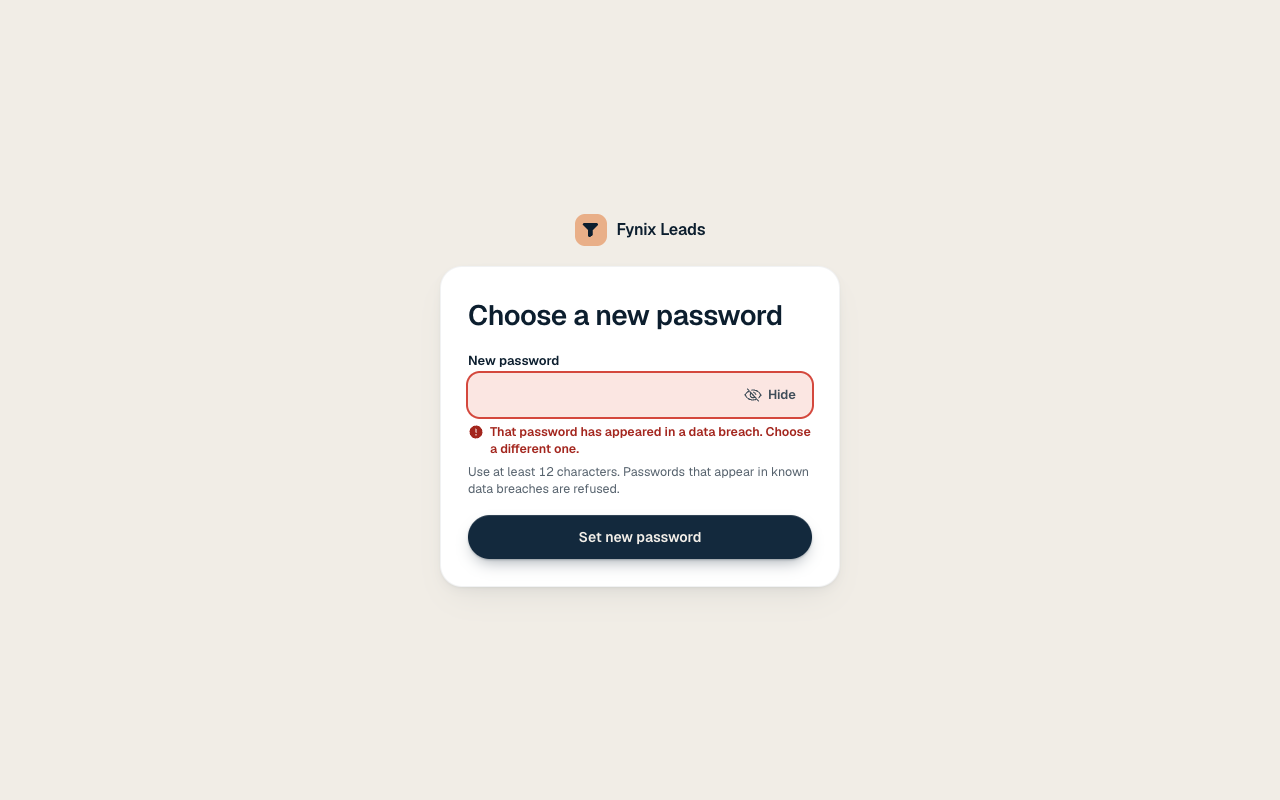 Fynix Leads
Choose a new password
New password
Hide
That password has appeared in a data breach. Choose
a different one.
Use at least 12 characters. Passwords that appear in known
data breaches are refused.
Set new password